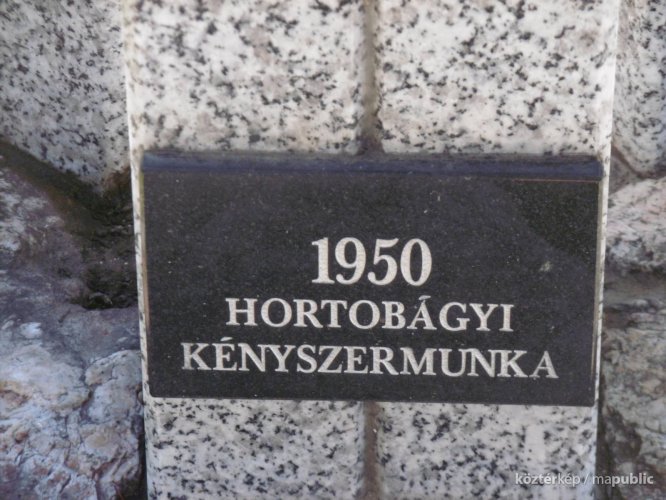 1950
HORTOBÁGYI
KÉNYSZERMUNKA
köztérkép / mapublic